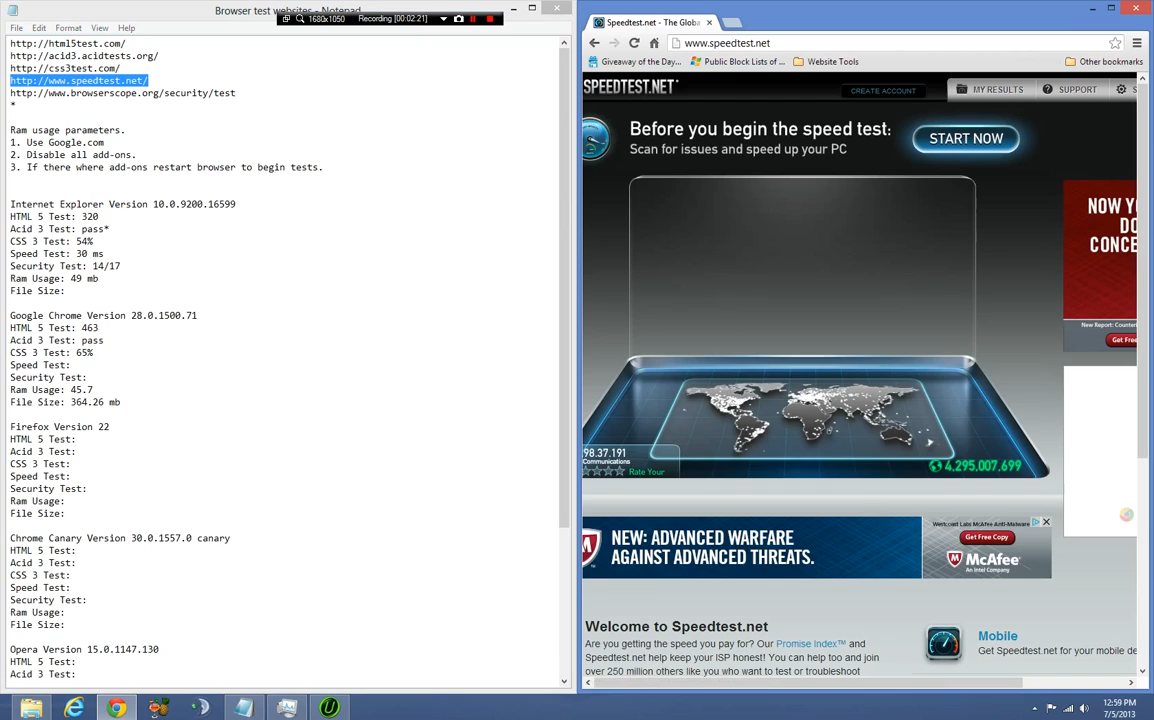 Browser test websites - Notepad
1680x1050
Recording [00:02:21]
File Edit Format View Help
http://html5test.com/
http://acid3.acidtests.org/
http://css3test.com/
http://www.speedtest.net/
http://www.browserscope.org/security/test
*
Ram usage parameters.
1. Use Google.com
2. Disable all add-ons.
3. If there where add-ons restart browser to begin tests.
Internet Explorer Version 10.0.9200.16599
HTML 5 Test: 320
Acid 3 Test: pass*
CSS 3 Test: 54%
Speed Test: 30 ms
Security Test: 14/17
Ram Usage: 49 mb
File Size:
Google Chrome Version 28.0.1500.71
HTML 5 Test: 463
Acid 3 Test: pass
CSS 3 Test: 65%
Speed Test:
Security Test:
Ram Usage: 45.7
File Size: 364.26 mb
Firefox Version 22
HTML 5 Test:
Acid 3 Test:
CSS 3 Test:
Speed Test:
Security Test:
Ram Usage:
File Size:
Chrome Canary Version 30.0.1557.0 canary
HTML 5 Test:
Acid 3 Test:
CSS 3 Test:
Speed Test:
Security Test:
Ram Usage:
File Size:
Opera Version 15.0.1147.130
HTML 5 Test:
Acid 3 Test:
Speedtest.net - The Globa
www.speedtest.net
Giveaway of the Day... Public Block Lists of... Website Tools Other bookmarks
SPEEDTEST.NET
CREATE ACCOUNT
MY RESULTS
SUPPORT
S
Before you begin the speed test:
Scan for issues and speed up your PC
START NOW
NOW Y
DO
CONCE
New Report: Counteri
Get Free
98.37.191
Communications
Rate Your
4,295,007,699
NEW: ADVANCED WARFARE
AGAINST ADVANCED THREATS.
WestCoast Labs McAfee Anti-Malware
Get Free Copy
McAfee
An Intel Company
Welcome to Speedtest.net
Are you getting the speed you pay for? Our Promise Index™ and
Speedtest.net help keep your ISP honest! You can help too and join
over 250 million others like you who want to test or troubleshoot
Mobile
Get Speedtest.net for your mobile de
12:59 PM
7/5/2013